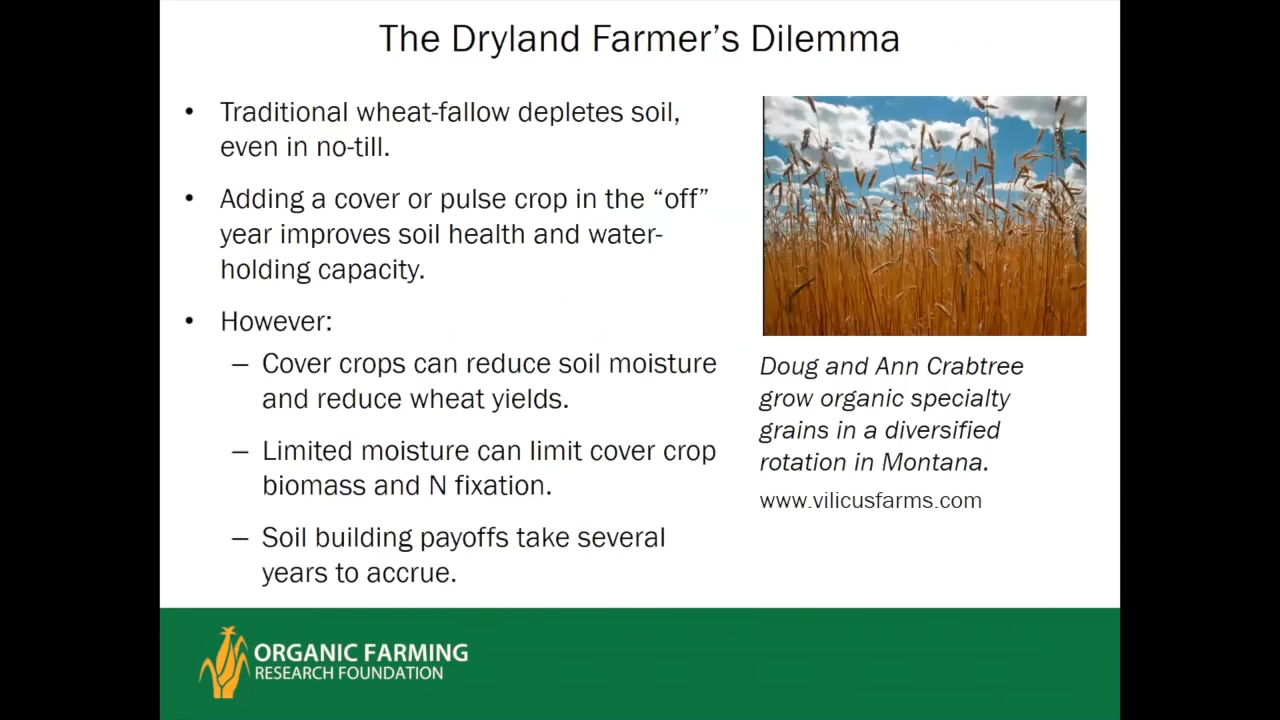 The Dryland Farmer’s Dilemma
• Traditional wheat-fallow depletes soil,
even in no-till.
• Adding a cover or pulse crop in the “off”
year improves soil health and water-
holding capacity.
• However:
– Cover crops can reduce soil moisture
and reduce wheat yields.
– Limited moisture can limit cover crop
biomass and N fixation.
– Soil building payoffs take several
years to accrue.
Doug and Ann Crabtree
grow organic specialty
grains in a diversified
rotation in Montana.
www.vilicusfarms.com
ORGANIC FARMING
RESEARCH FOUNDATION